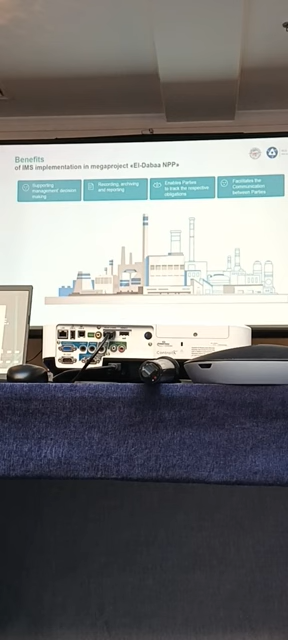 Benefits
of IMS implementation in megaproject «El-Dabaa NPP»
Supporting
management decision
making
Recording, archiving
and reporting
Enables Parties
to track the respective
obligations
Facilitates the
Communication
between Parties